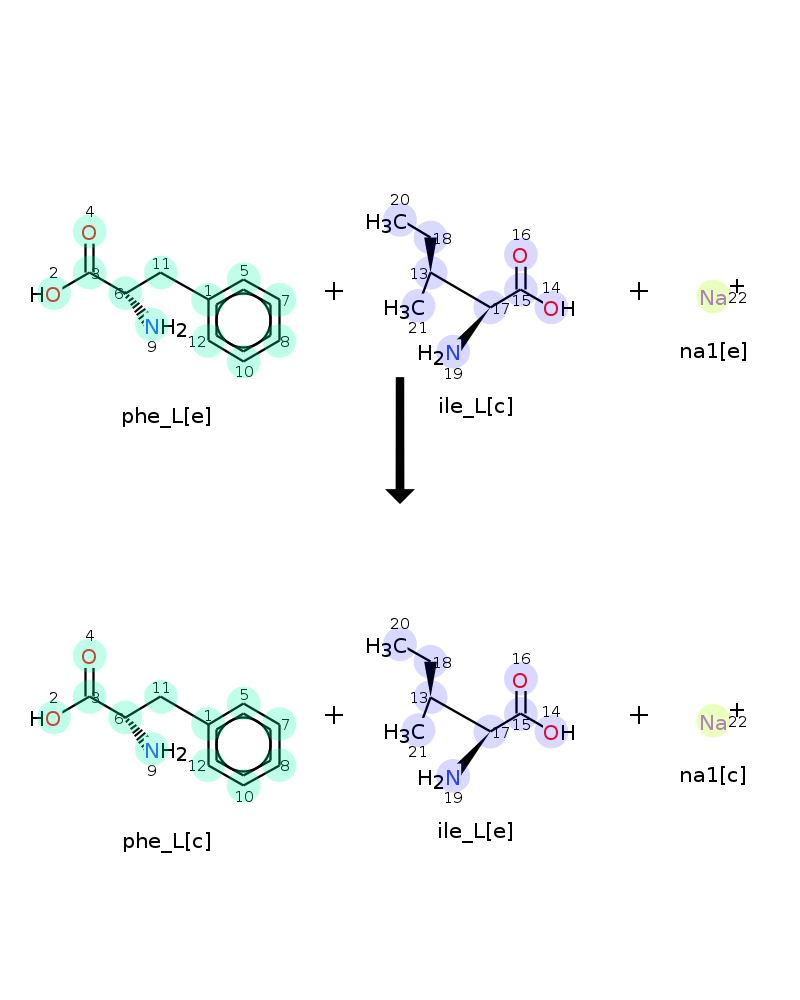 4
O
2
HO
3
6
11
NH2
9
1
5
7
8
10
12
+
20
H3C
18
13
H3C
21
17
H2N
19
16
O
15
14
OH
+
Na+
22
na1[e]
phe_L[e]
ile_L[c]
4
O
2
HO
3
6
11
NH2
9
1
5
7
8
10
12
+
20
H3C
18
13
H3C
21
17
H2N
19
16
O
15
14
OH
+
Na+
22
na1[c]
phe_L[c]
ile_L[e]